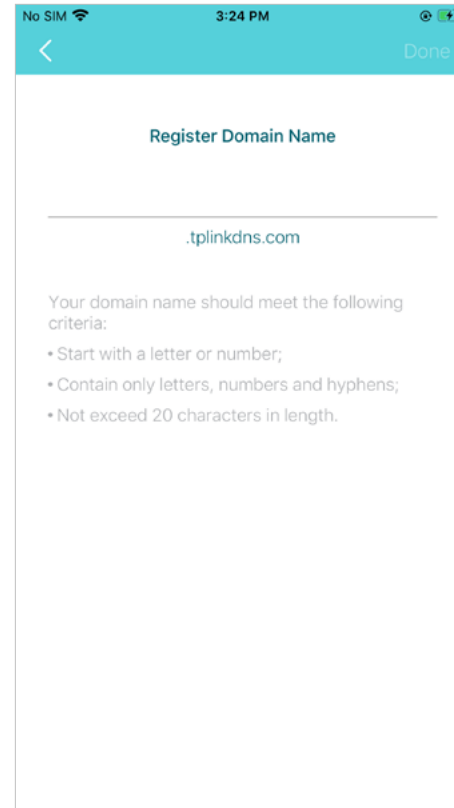 No SIM 3:24 PM
Done
Register Domain Name
.tplinkdns.com
Your domain name should meet the following
criteria:
• Start with a letter or number;
• Contain only letters, numbers and hyphens;
• Not exceed 20 characters in length.